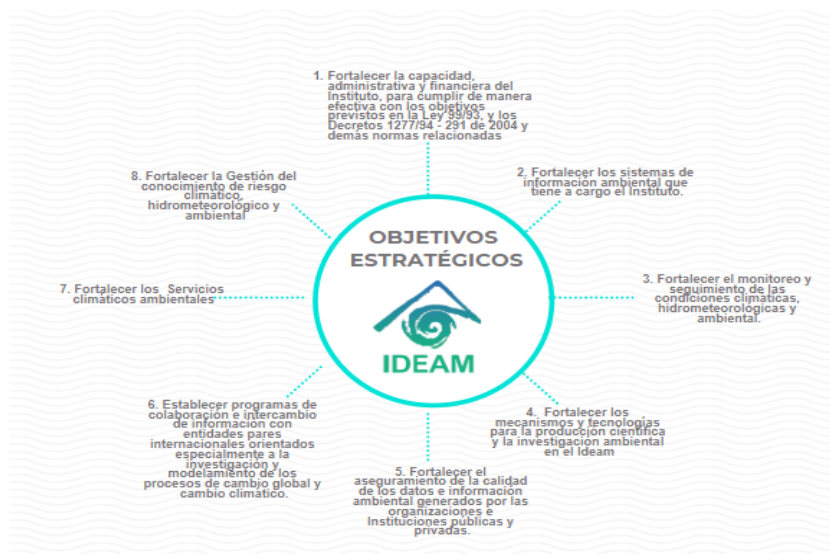 1. Fortalecer la capacidad,
administrativa y financiera del
Instituto, para cumplir de manera
efectiva con los objetivos
previstos en la Ley 99/93, y los
Decretos 1277/94 - 291 de 2004 y
demás normas relacionadas
2. Fortalecer los sistemas de
información ambiental que
tiene a cargo el Instituto.
3. Fortalecer el monitoreo y
seguimiento de las
condiciones climáticas,
hidrometeorológicas y
ambiental.
4. Fortalecer los
mecanismos y tecnologías
para la producción científica
y la investigación ambiental
en el Ideam
5. Fortalecer el
aseguramiento de la calidad
de los datos e información
ambiental generados por las
organizaciones e
Instituciones públicas y
privadas.
6. Establecer programas de
colaboración e intercambio
de información con
entidades pares
internacionales orientados
especialmente a la
investigación y
modelamiento de los
procesos de cambio global y
cambio climático.
7. Fortalecer los Servicios
climáticos ambientales
8. Fortalecer la Gestión del
conocimiento de riesgo
climático,
hidrometeorológico y
ambiental
OBJETIVOS
ESTRATÉGICOS
IDEAM